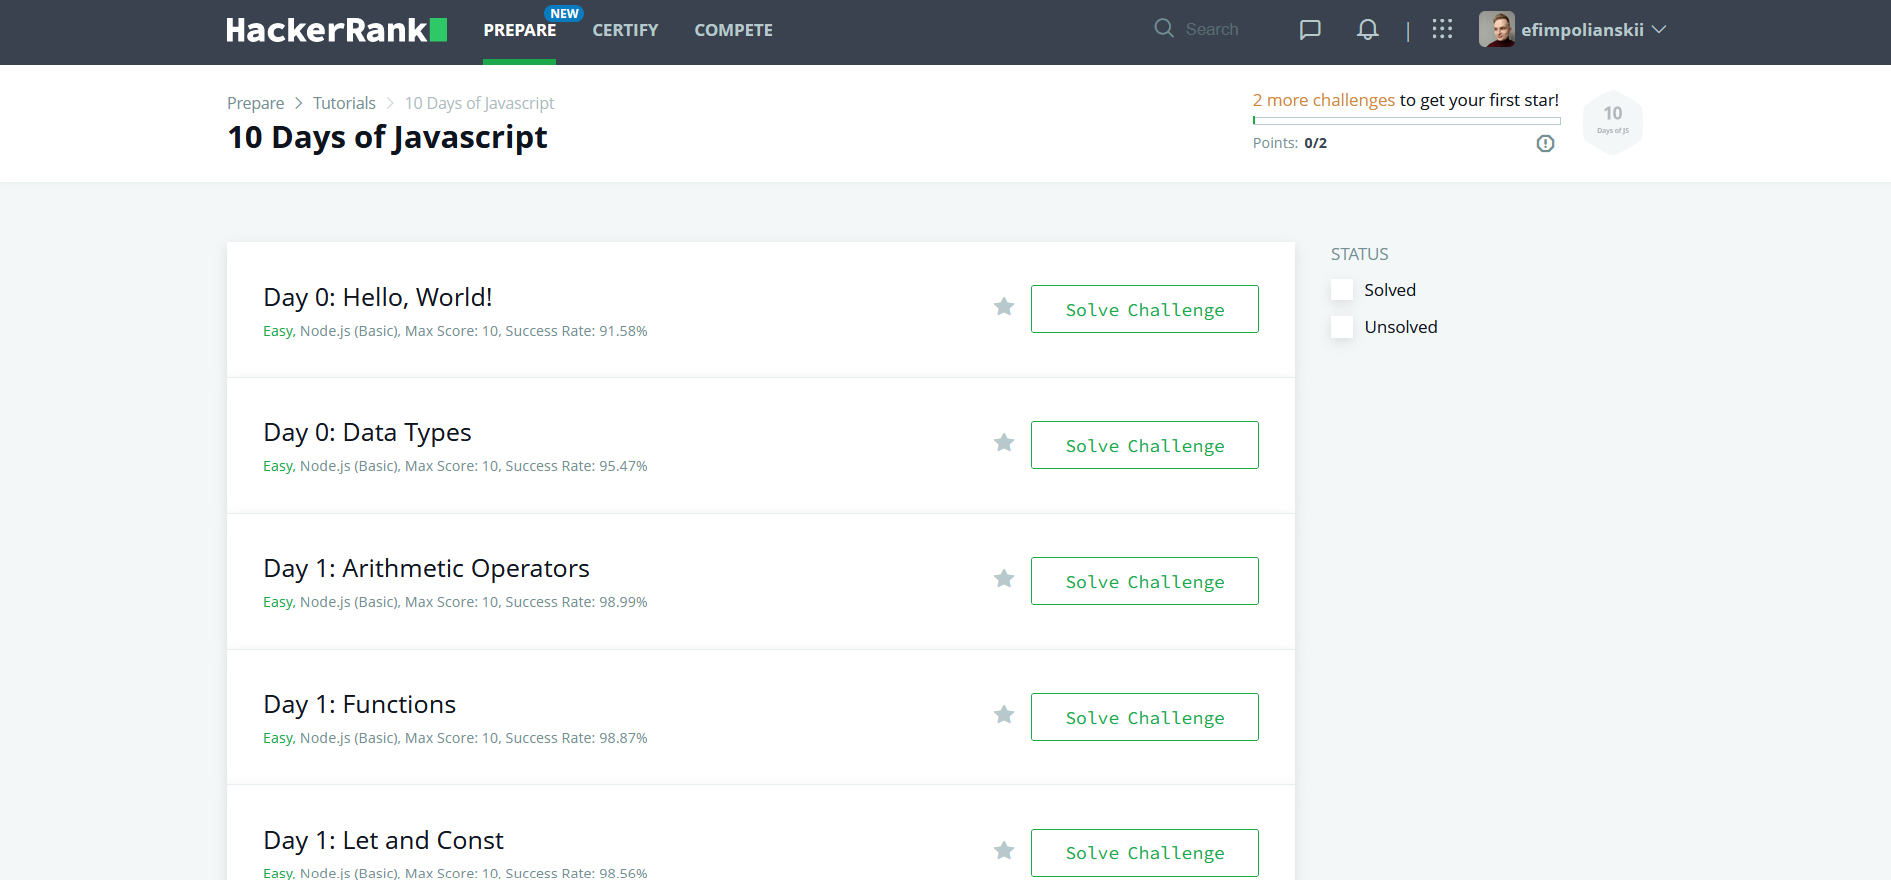 HackerRank
PREPARE
NEW
CERTIFY
COMPETE
Search
efimpolianskii
Prepare > Tutorials > 10 Days of Javascript
10 Days of Javascript
2 more challenges to get your first star!
Points: 0/2
10
Days of JS
Day 0: Hello, World!
Easy, Node.js (Basic), Max Score: 10, Success Rate: 91.58%
Solve Challenge
Day 0: Data Types
Easy, Node.js (Basic), Max Score: 10, Success Rate: 95.47%
Solve Challenge
Day 1: Arithmetic Operators
Easy, Node.js (Basic), Max Score: 10, Success Rate: 98.99%
Solve Challenge
Day 1: Functions
Easy, Node.js (Basic), Max Score: 10, Success Rate: 98.87%
Solve Challenge
Day 1: Let and Const
Easy, Node.js (Basic), Max Score: 10, Success Rate: 98.56%
Solve Challenge
STATUS
Solved
Unsolved